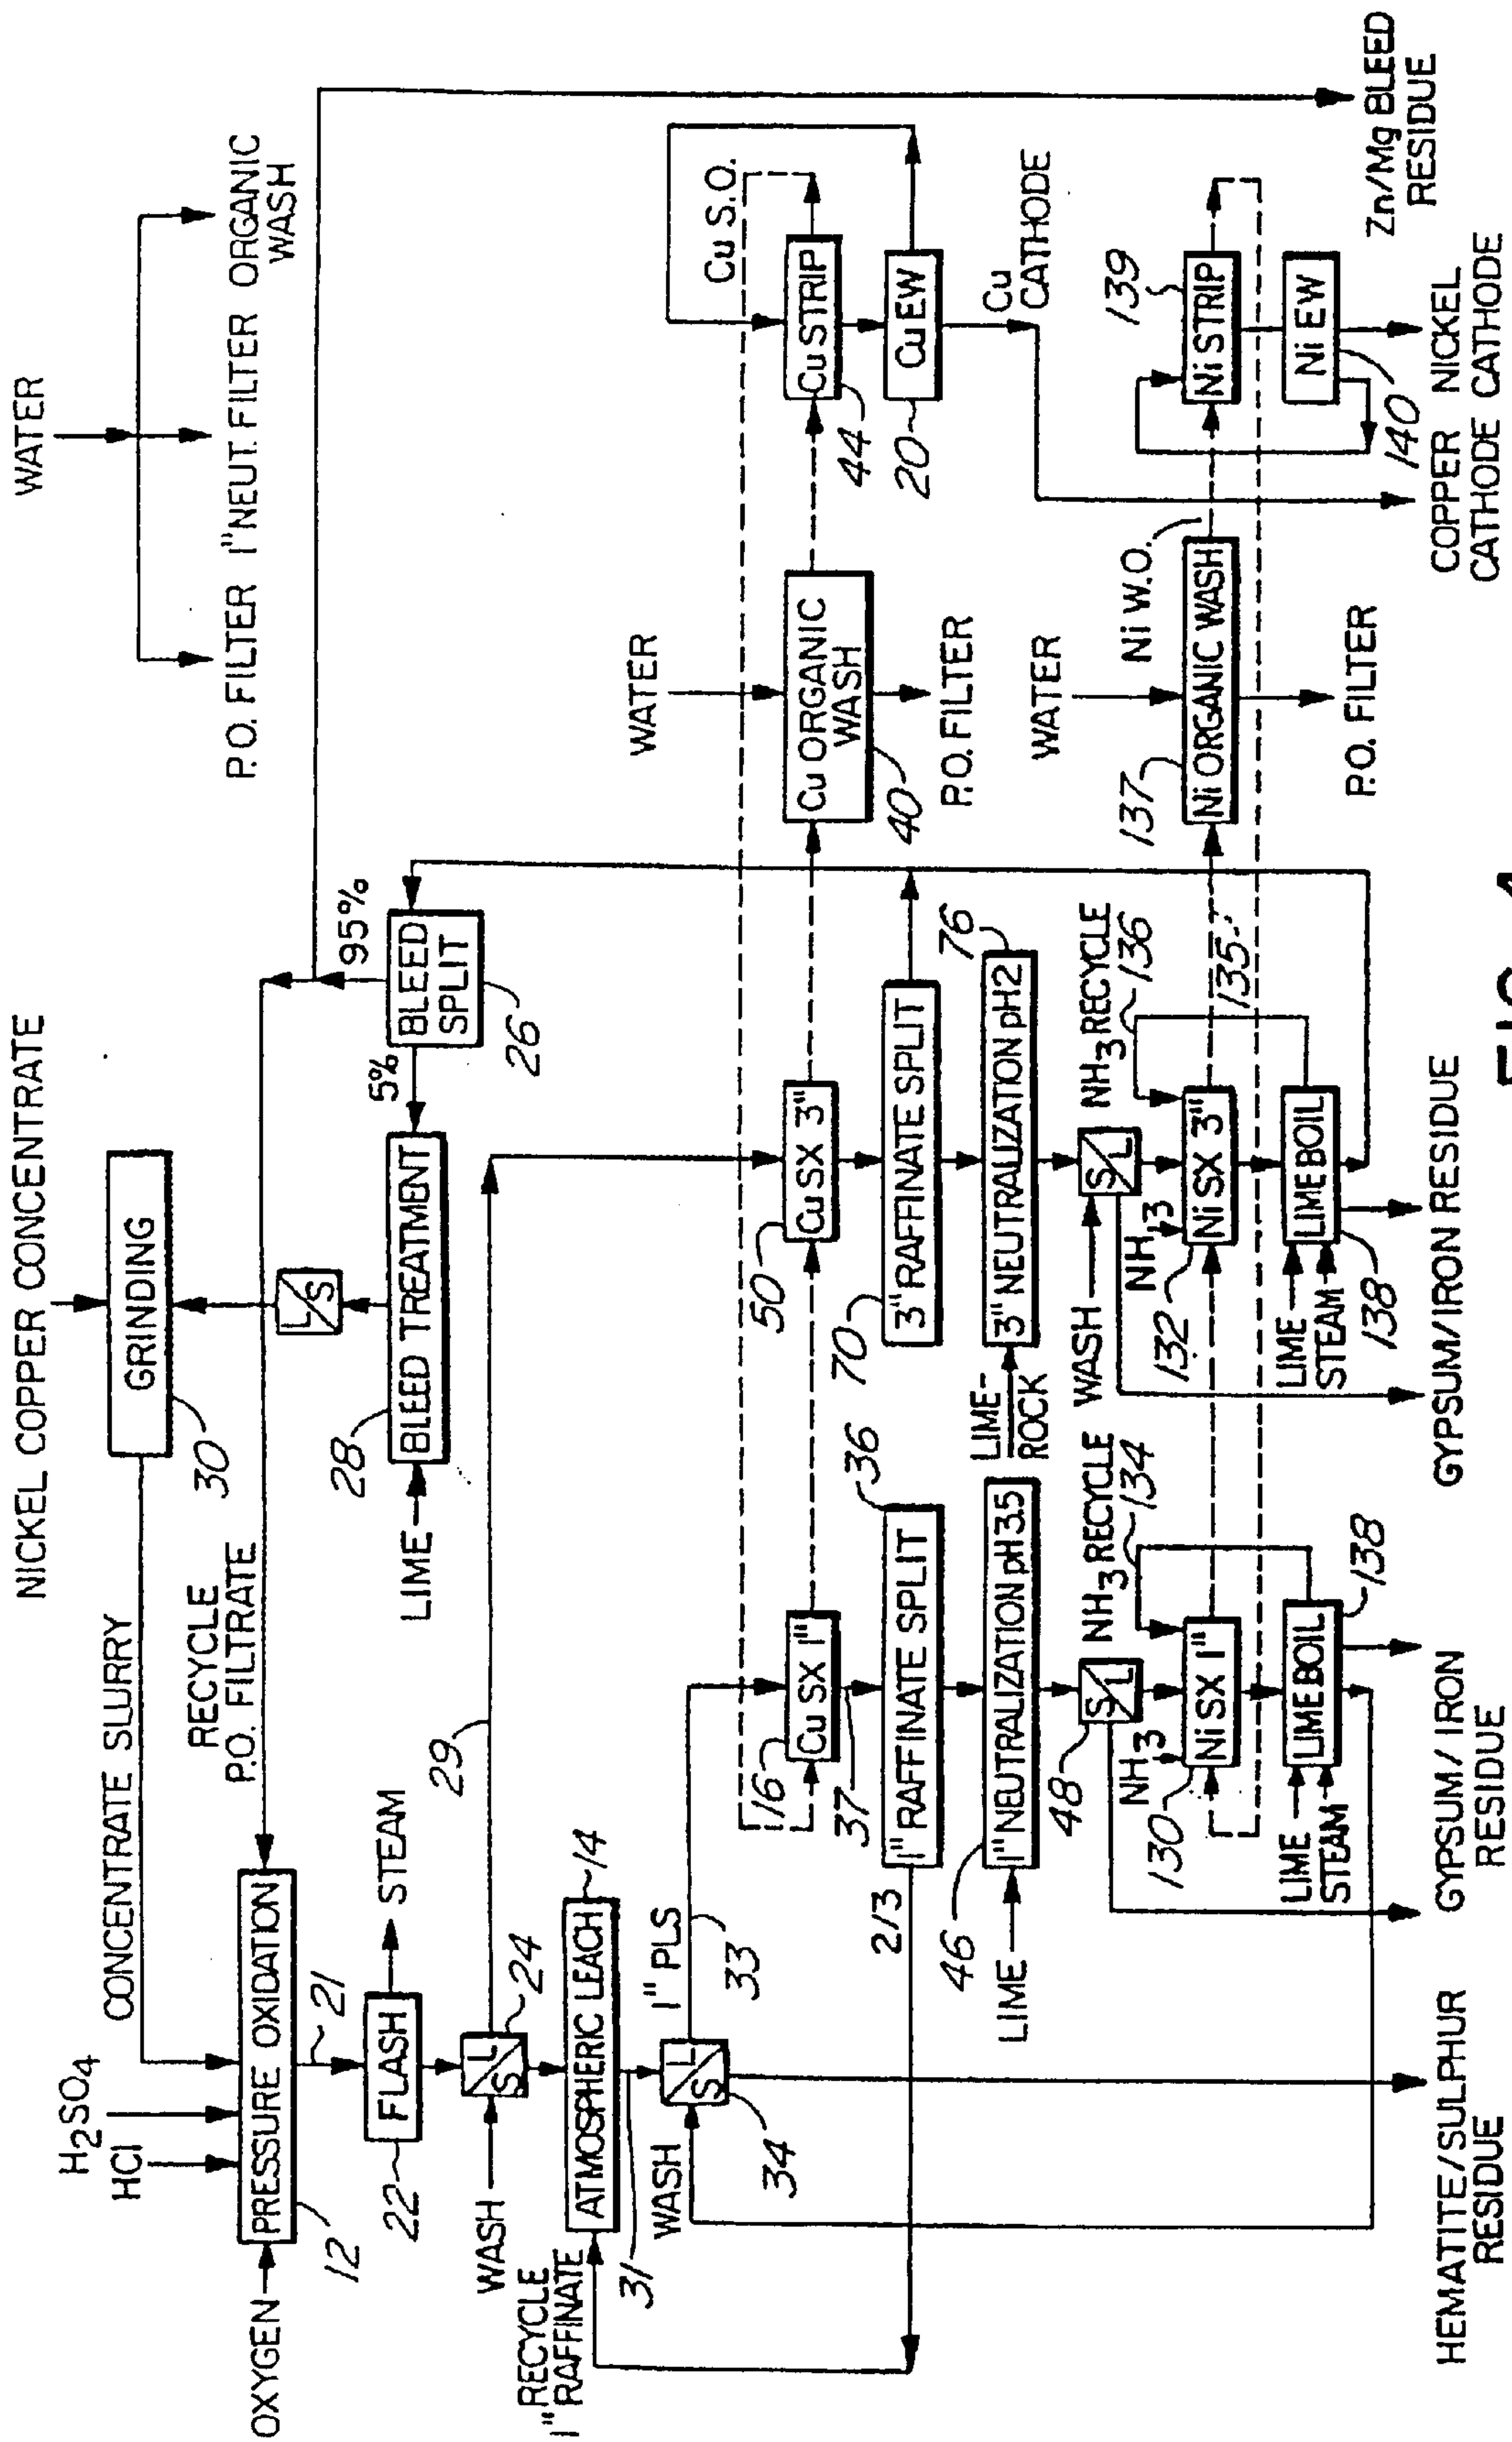 NICKEL COPPER CONCENTRATE
WATER
P.O. FILTER
1" NEUT. FILTER
ORGANIC
WASH
H2SO4
HCl
CONCENTRATE SLURRY
GRINDING
30
RECYCLE
P.O. FILTRATE
OXYGEN
PRESSURE OXIDATION
12
21
L/S
95%
BLEED
SPLIT
26
5%
BLEED TREATMENT
28
LIME
FLASH
22
STEAM
29
WASH
S/L
24
RECYCLE
1" RAFFINATE
ATMOSPHERIC LEACH
14
31
WASH
S/L
34
1" PLS
33
16
Cu SX 1"
37
50
Cu SX 3"
WATER
Cu ORGANIC
WASH
40
P.O. FILTER
Cu S.O.
Cu STRIP
44
Cu EW
20
Cu
CATHODE
2/3
1" RAFFINATE SPLIT
36
70
3" RAFFINATE SPLIT
LIME
46
1" NEUTRALIZATION pH 3.5
LIME-
ROCK
3" NEUTRALIZATION pH2
76
48
S/L
NH3 RECYCLE
134
WASH
S/L
NH3 RECYCLE
136
NH3
130
Ni SX 1"
NH3
132
Ni SX 3"
135
WATER
137
Ni ORGANIC WASH
Ni W.O.
P.O. FILTER
139
Ni STRIP
Ni EW
140
LIME
STEAM
LIME BOIL
138
LIME
STEAM
LIME BOIL
138
HEMATITE/SULPHUR
RESIDUE
GYPSUM/ IRON
RESIDUE
GYPSUM/IRON RESIDUE
COPPER
CATHODE
NICKEL
CATHODE
Zn/Mg BLEED
RESIDUE